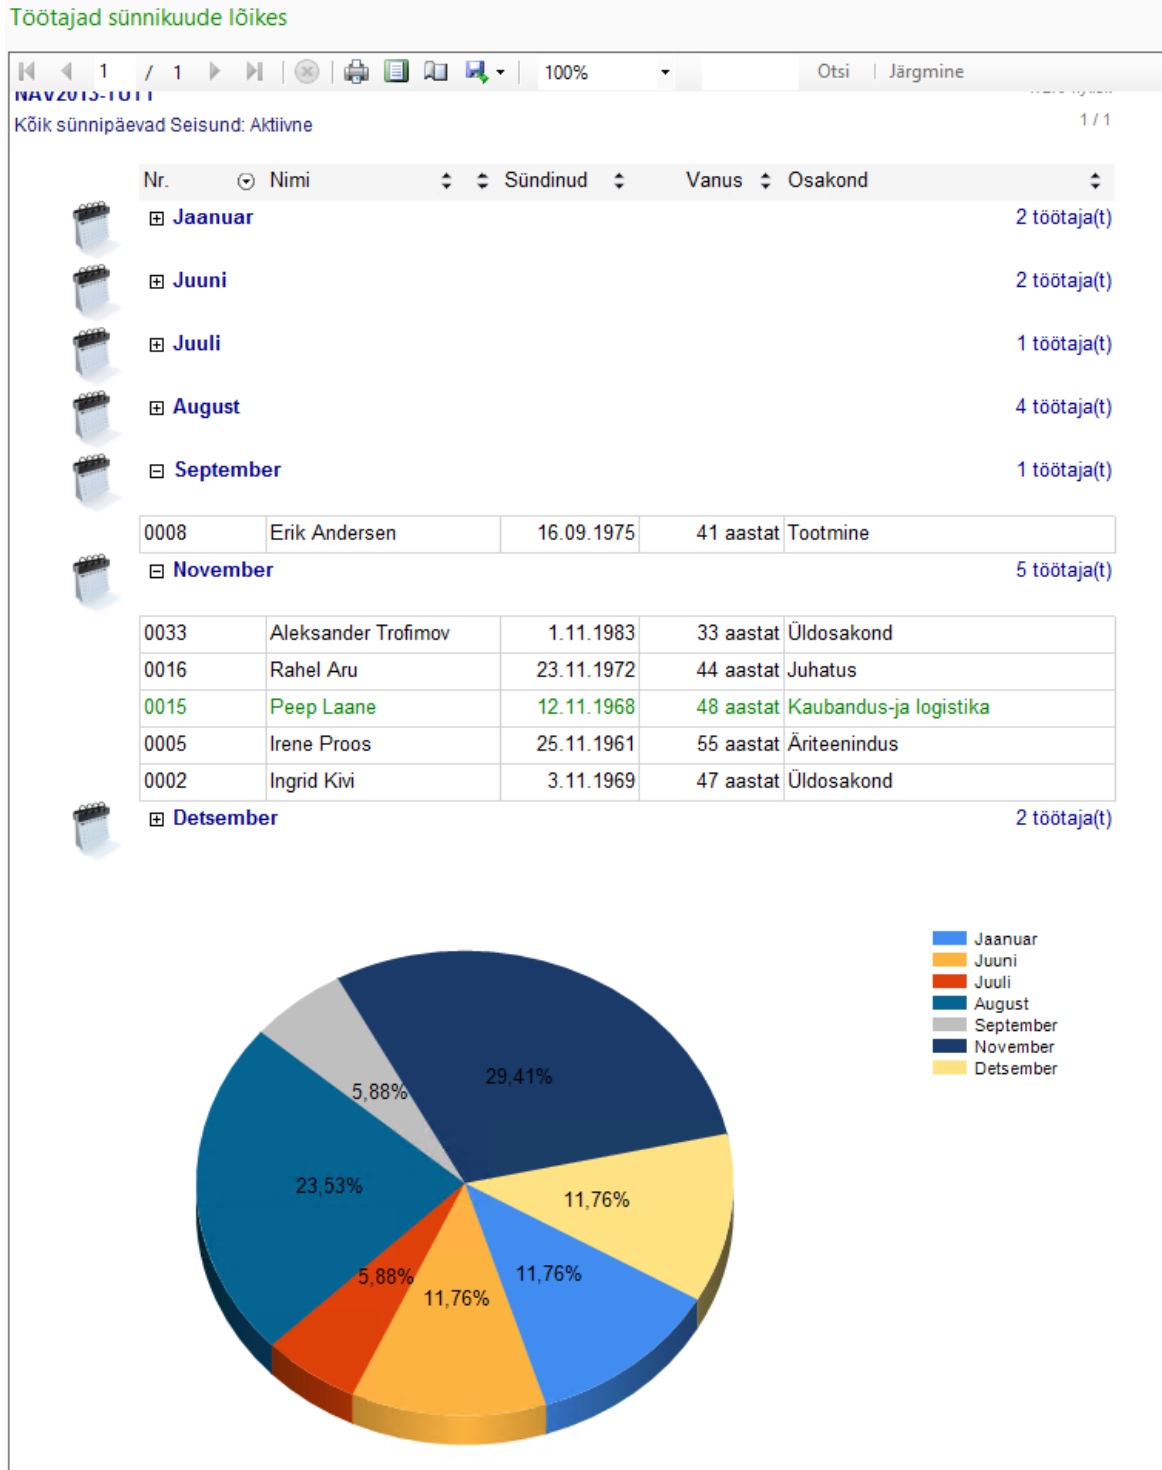 Töötajad sünnikuude lõikes
1 / 1 100% Otsi Järgmine
NAV2013-TUTT
Kõik sünnipäevad Seisund: Aktiivne 1 / 1
Nr. Nimi Sündinud Vanus Osakond
Jaanuar 2 töötaja(t)
Juuni 2 töötaja(t)
Juuli 1 töötaja(t)
August 4 töötaja(t)
September 1 töötaja(t)
0008 Erik Andersen 16.09.1975 41 aastat Tootmine
November 5 töötaja(t)
0033 Aleksander Trofimov 1.11.1983 33 aastat Üldosakond
0016 Rahel Aru 23.11.1972 44 aastat Juhatus
0015 Peep Laane 12.11.1968 48 aastat Kaubandus-ja logistika
0005 Irene Proos 25.11.1961 55 aastat Äriteenindus
0002 Ingrid Kivi 3.11.1969 47 aastat Üldosakond
Detsember 2 töötaja(t)
Jaanuar
Juuni
Juuli
August
September
November
Detsember
29,41%
5,88%
23,53%
11,76%
5,88%
11,76%
11,76%